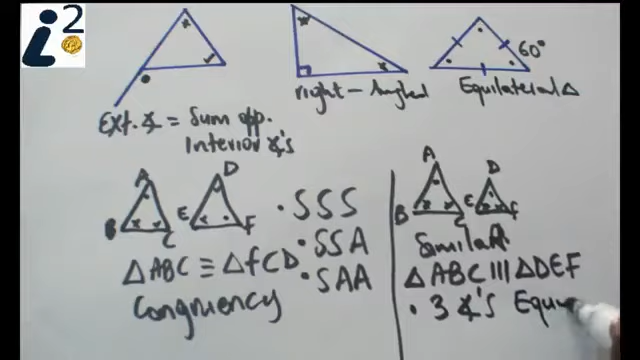 i2
60°
Ext. ∡ = Sum opp.
Interior ∡'s
right - Angled
Equilateral Δ
A
B C
D
E F
ΔABC ≡ ΔFCD
Congruency
• SSS
• SSA
• SAA
A
B C
D
E F
Similar
ΔABC ||| ΔDEF
• 3 ∡'s Equ